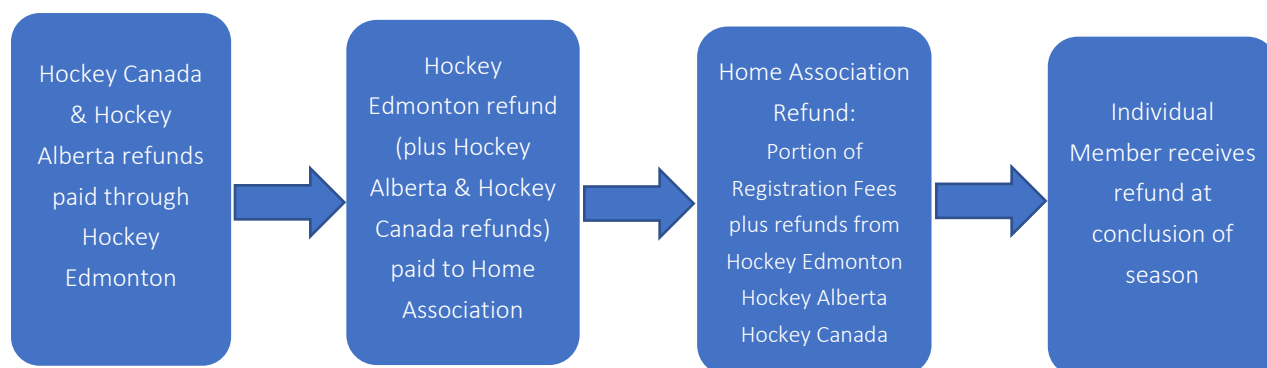 Hockey Canada
& Hockey
Alberta refunds
paid through
Hockey
Edmonton
Hockey
Edmonton refund
(plus Hockey
Alberta & Hockey
Canada refunds)
paid to Home
Association
Home Association
Refund:
Portion of
Registration Fees
plus refunds from
Hockey Edmonton
Hockey Alberta
Hockey Canada
Individual
Member receives
refund at
conclusion of
season